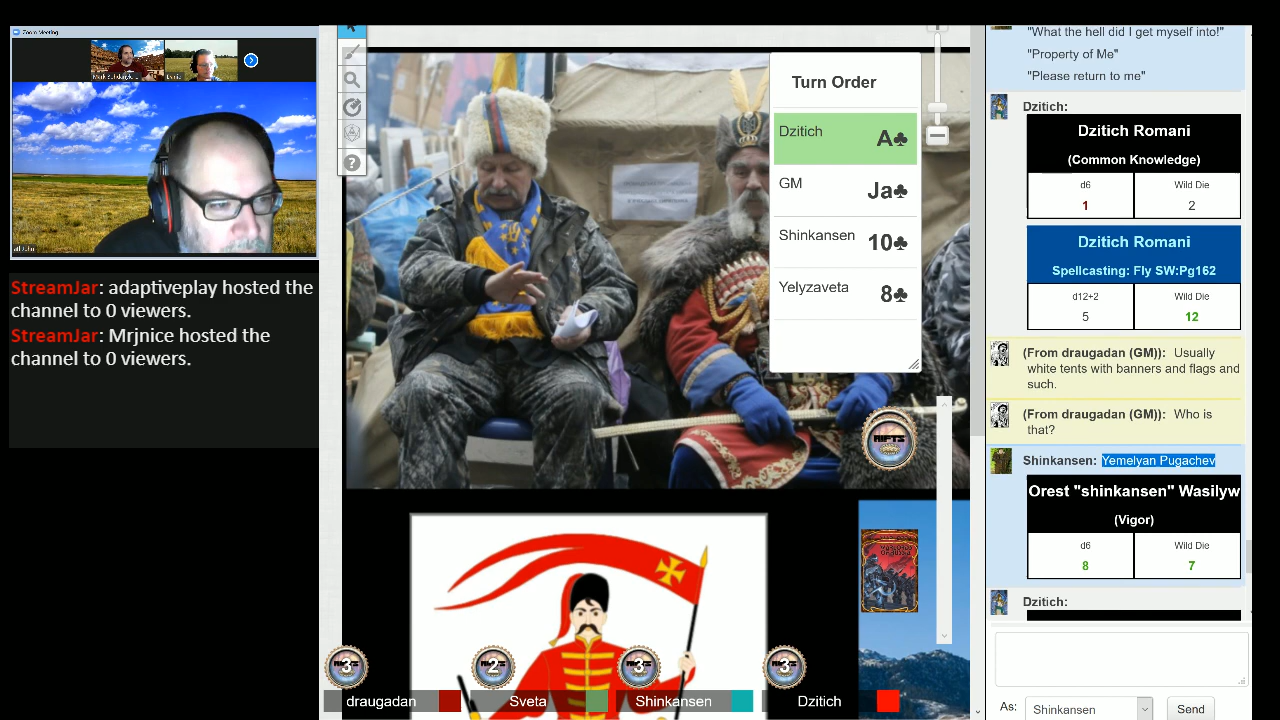 Zoom Meeting
StreamJar: adaptiveplay hosted the
channel to 0 viewers.
StreamJar: Mrjnice hosted the
channel to 0 viewers.
?
Turn Order
Dzitich A♣
GM Ja♣
Shinkansen 10♣
Yelyzaveta 8♣
RIFTS
3
2
3
3
draugadan
Sveta
Shinkansen
Dzitich
"What the hell did I get myself into!"
"Property of Me"
"Please return to me"
Dzitich:
Dzitich Romani
(Common Knowledge)
d6 Wild Die
1 2
Dzitich Romani
Spellcasting: Fly SW:Pg162
d12+2 Wild Die
5 12
(From draugadan (GM)): Usually
white tents with banners and flags and
such.
(From draugadan (GM)): Who is
that?
Shinkansen: Yemelyan Pugachev
Orest "shinkansen" Wasilyw
(Vigor)
d6 Wild Die
8 7
Dzitich:
As: Shinkansen Send